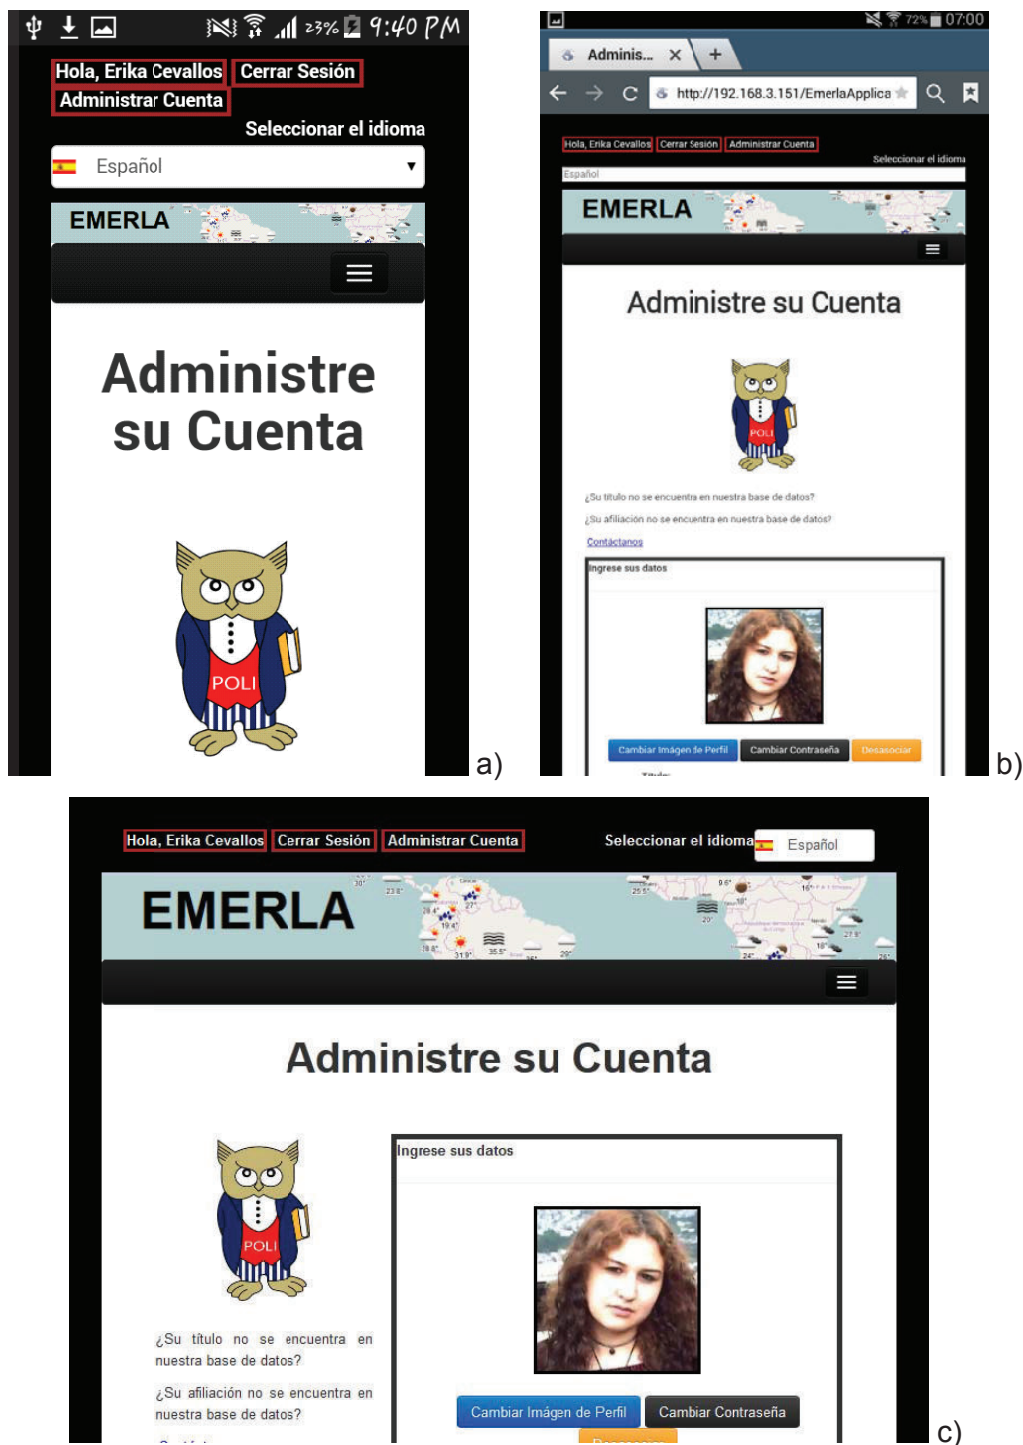 23% 9:40 PM
Hola, Erika Cevallos Cerrar Sesión
Administrar Cuenta
Seleccionar el idioma
Español
EMERLA
Administre
su Cuenta
POLI
a)
72% 07:00
Adminis...
http://192.168.3.151/EmerlaApplica
Hola, Erika Cevallos Cerrar Sesión Administrar Cuenta
Seleccionar el idioma
Español
EMERLA
Administre su Cuenta
POLI
¿Su título no se encuentra en nuestra base de datos?
¿Su afiliación no se encuentra en nuestra base de datos?
Contáctanos
Ingrese sus datos
Cambiar Imágen de Perfil Cambiar Contraseña Desasociar
b)
Hola, Erika Cevallos Cerrar Sesión Administrar Cuenta Seleccionar el idioma Español
EMERLA
Administre su Cuenta
POLI
¿Su título no se encuentra en
nuestra base de datos?
¿Su afiliación no se encuentra en
nuestra base de datos?
Ingrese sus datos
Cambiar Imágen de Perfil Cambiar Contraseña
c)